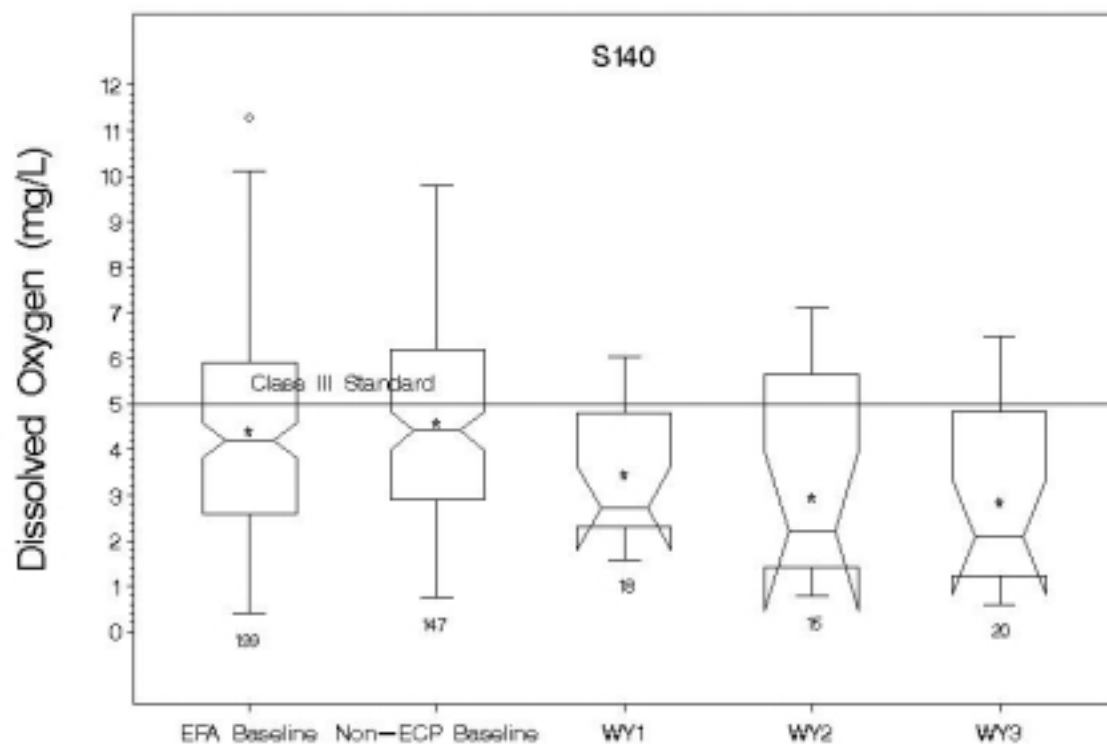 S140
Dissolved Oxygen (mg/L)
12
11
10
9
8
7
6
5
4
3
2
1
0
Class III Standard
199
147
18
15
20
EFA Baseline
Non-ECP Baseline
WY1
WY2
WY3